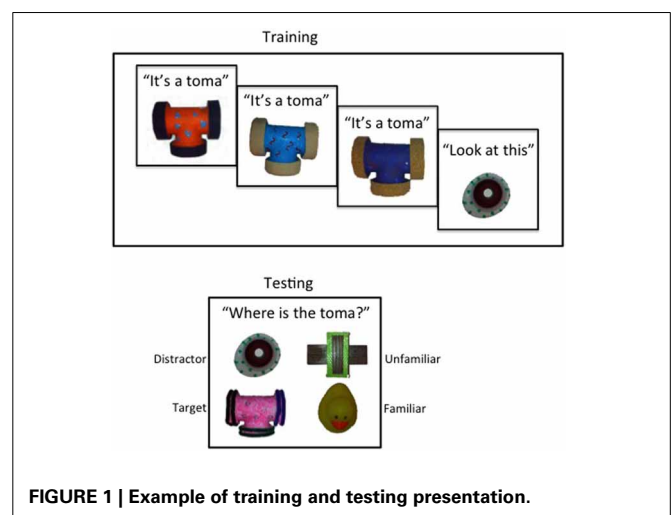 Training
“It’s a toma”
“It’s a toma”
“It’s a toma”
“Look at this”
Testing
“Where is the toma?”
Distractor
Unfamiliar
Target
Familiar
FIGURE 1 | Example of training and testing presentation.